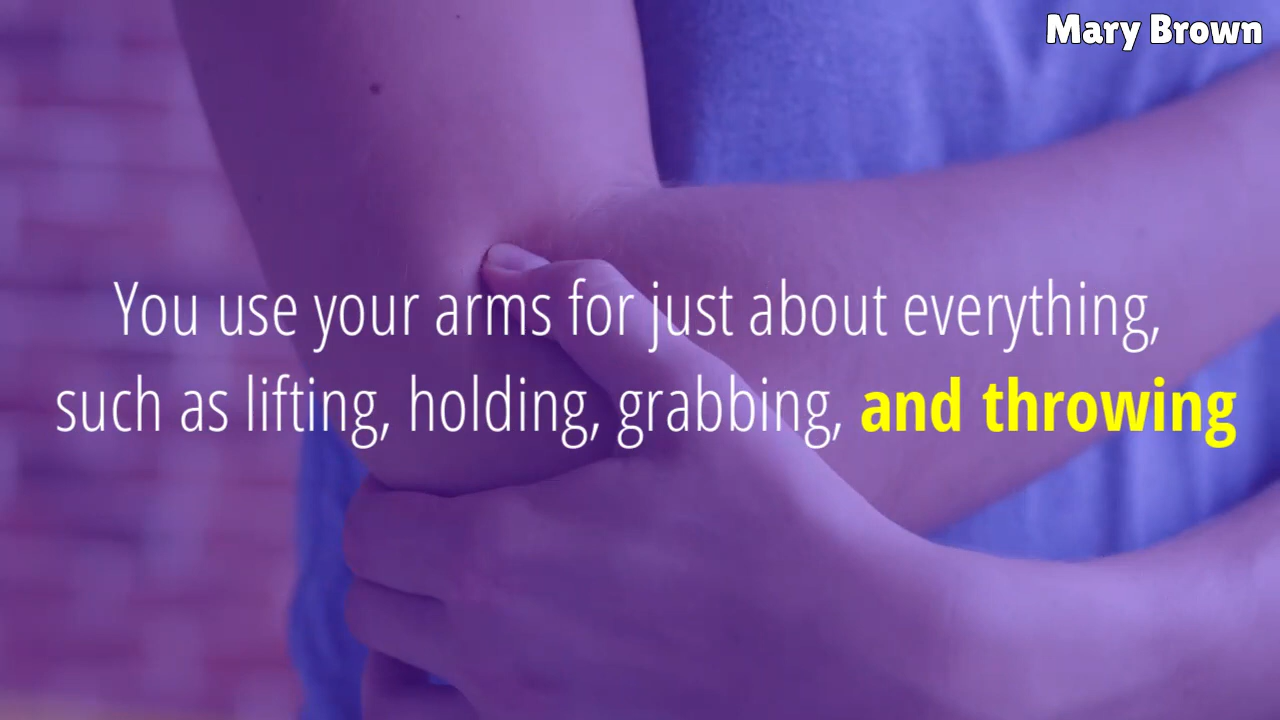 Mary Brown
You use your arms for just about everything,
such as lifting, holding, grabbing, and throwing